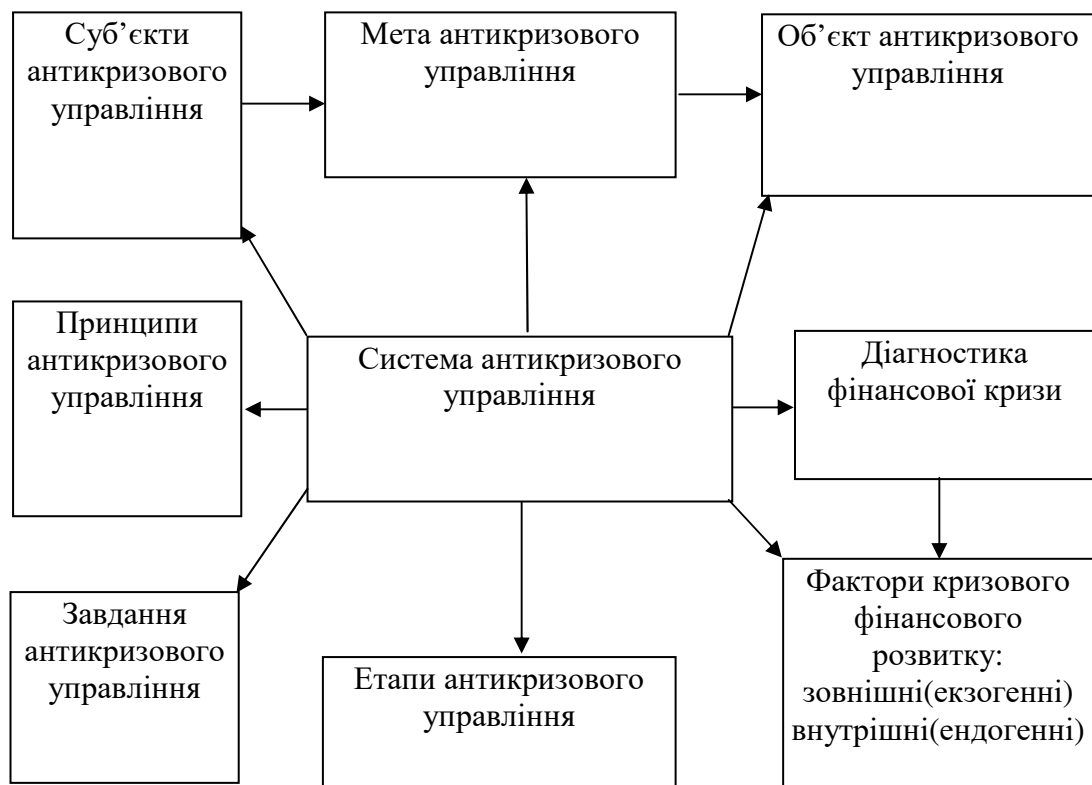 Суб’єкти
антикризового
управління
Мета антикризового
управління
Об’єкт антикризового
управління
Принципи
антикризового
управління
Система антикризового
управління
Діагностика
фінансової кризи
Завдання
антикризового
управління
Етапи антикризового
управління
Фактори кризового
фінансового
розвитку:
зовнішні(екзогенні)
внутрішні(ендогенні)